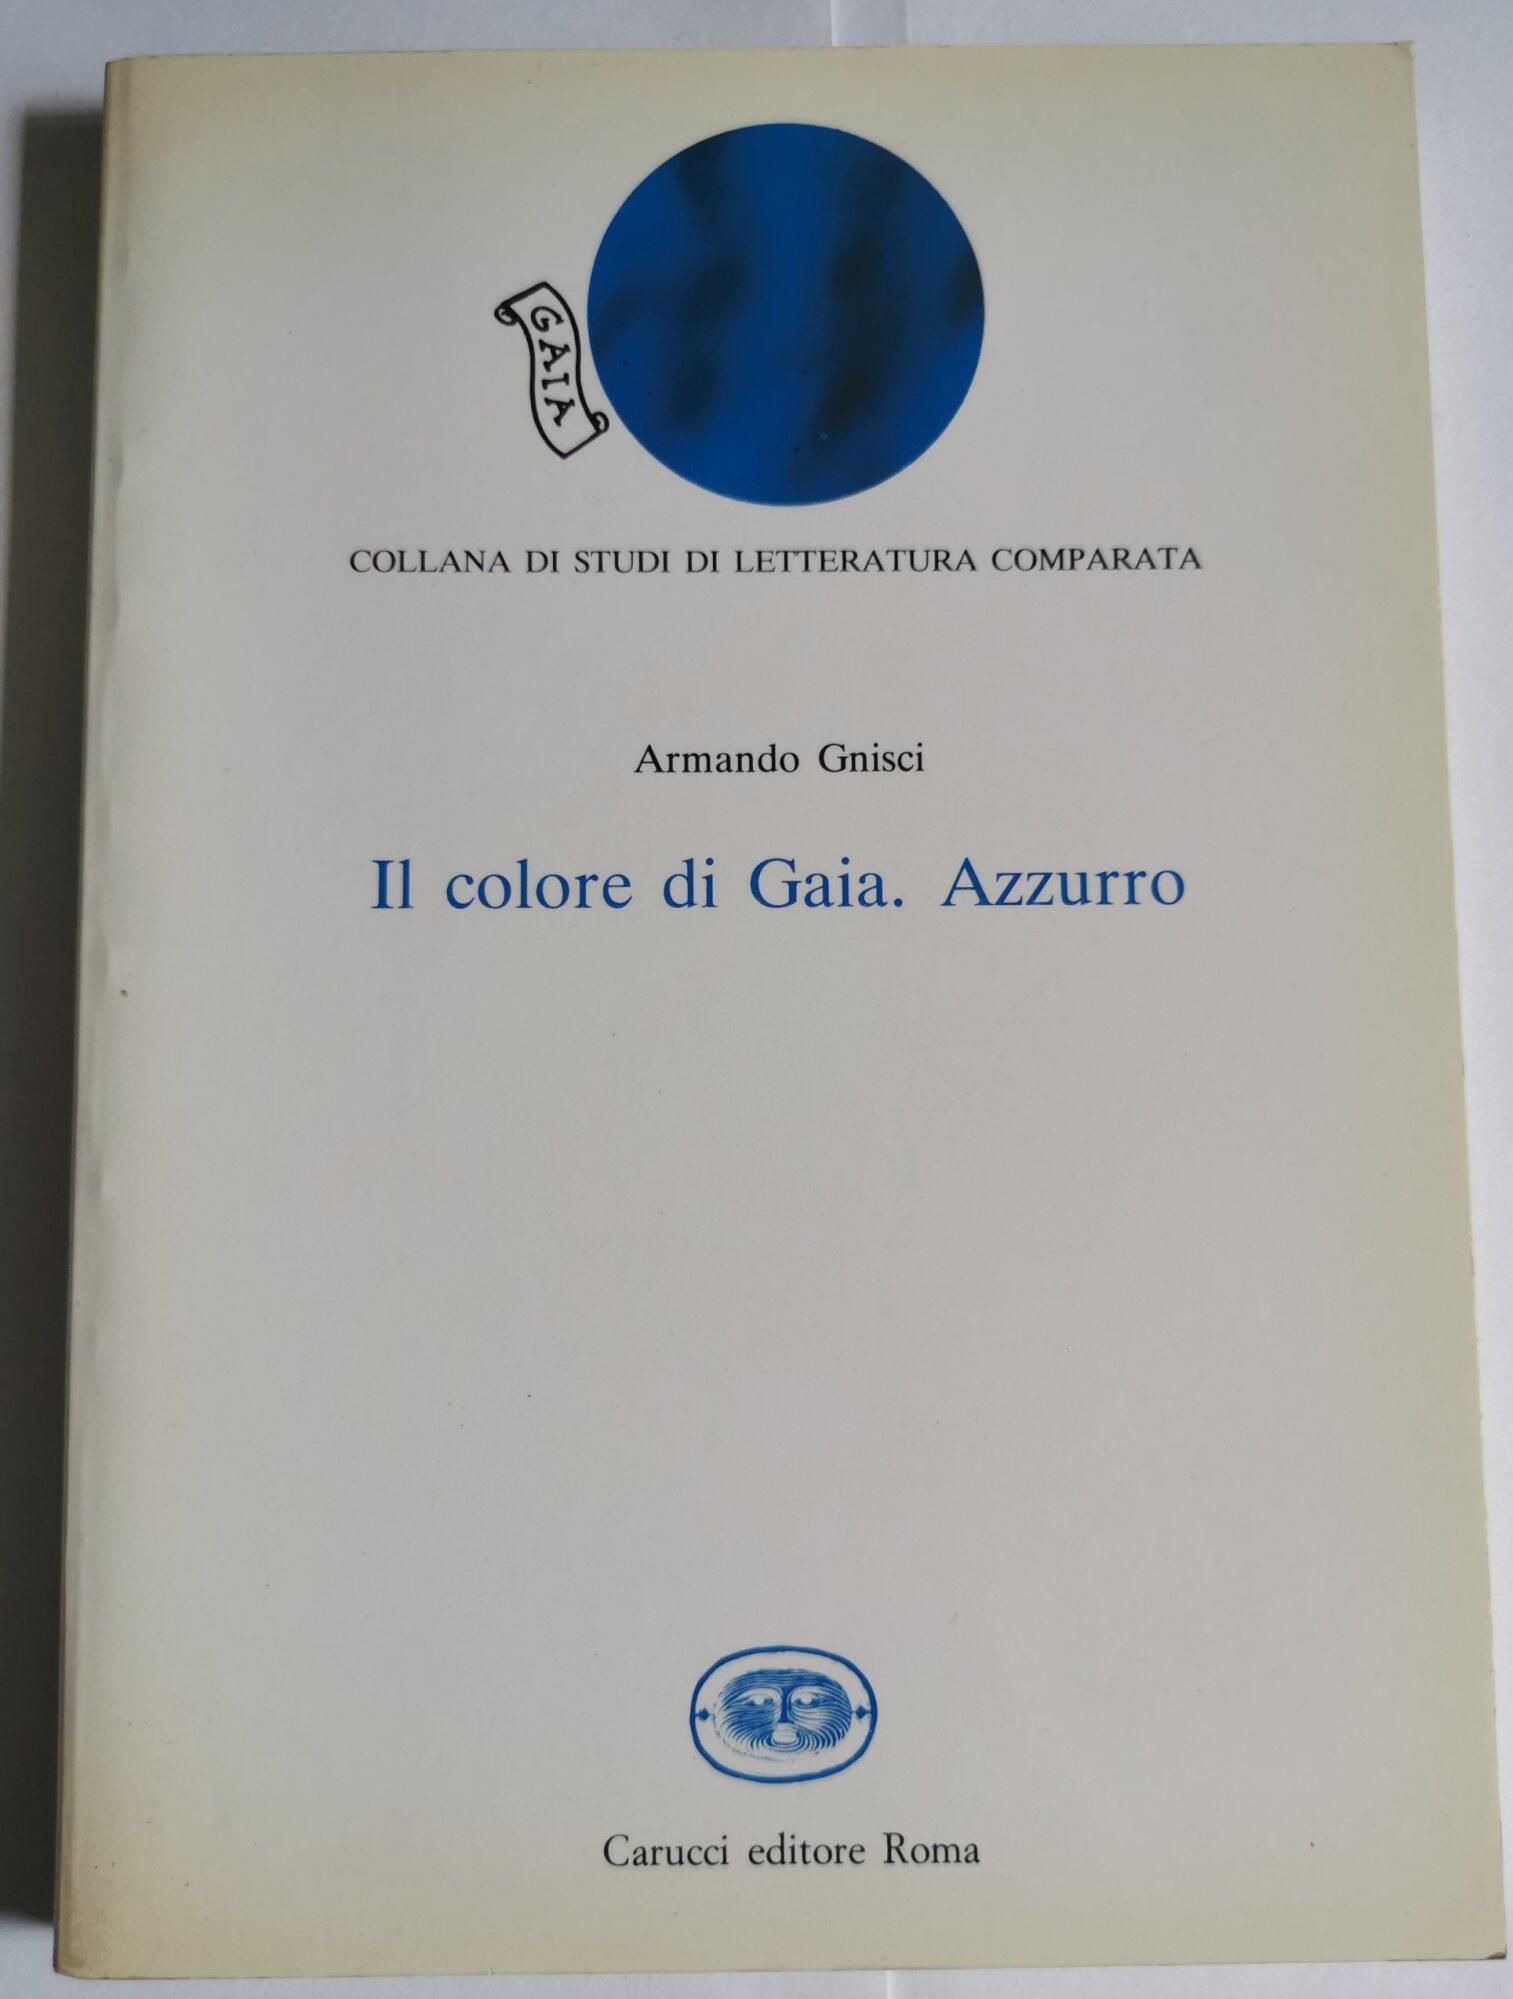 GAIA
COLLANA DI STUDI DI LETTERATURA COMPARATA
Armando Gnisci
Il colore di Gaia. Azzurro
Carucci editore Roma